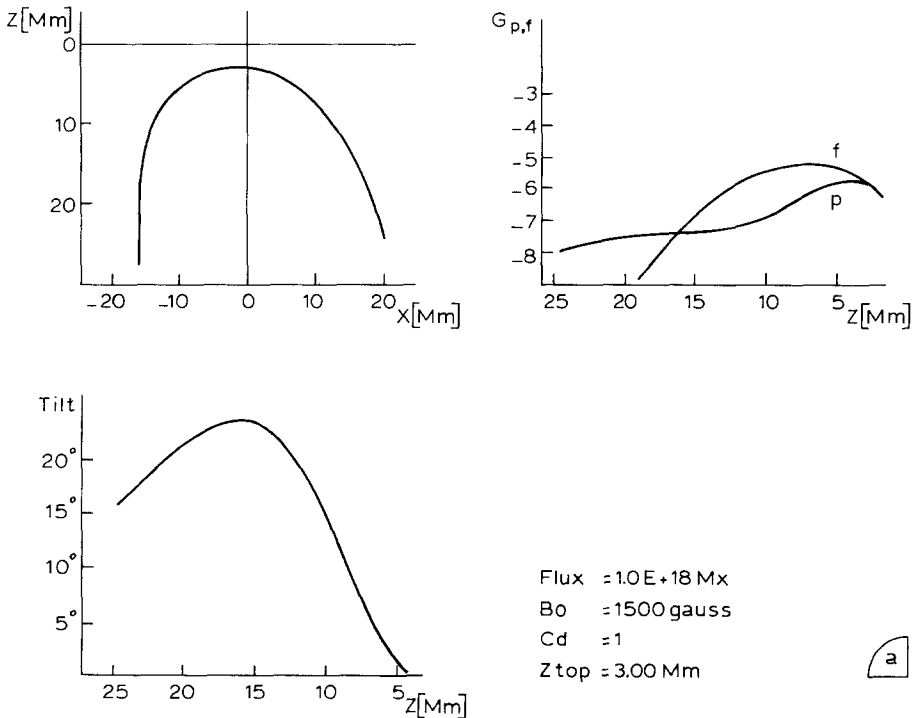 Z[Mm]
0
10
20
-20
-10
0
10
20
X[Mm]
G p,f
-3
-4
-5
-6
-7
-8
f
p
25
20
15
10
5
Z[Mm]
Tilt
20°
15°
10°
5°
25
20
15
10
5
Z[Mm]
Flux = 1.0 E+18 Mx
Bo = 1500 gauss
Cd = 1
Z top = 3.00 Mm
a